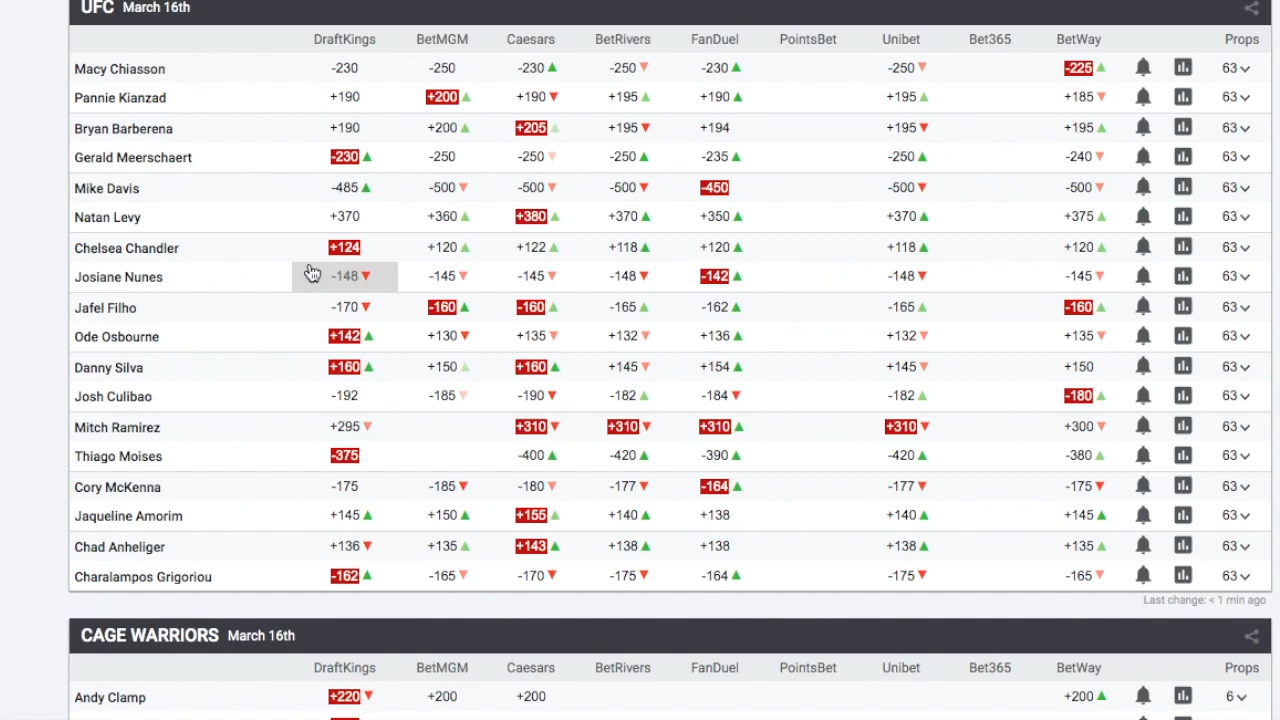 UFC March 16th
DraftKings BetMGM Caesars BetRivers FanDuel PointsBet Unibet Bet365 BetWay Props
Macy Chiasson -230 -250 -230 -250 -230 -250 -225 63
Pannie Kianzad +190 +200 +190 +195 +190 +195 +185 63
Bryan Barberena +190 +200 +205 +195 +194 +195 +195 63
Gerald Meerschaert -230 -250 -250 -250 -235 -250 -240 63
Mike Davis -485 -500 -500 -500 -450 -500 -500 63
Natan Levy +370 +360 +380 +370 +350 +370 +375 63
Chelsea Chandler +124 +120 +122 +118 +120 +118 +120 63
Josiane Nunes -148 -145 -145 -148 -142 -148 -145 63
Jafel Filho -170 -160 -160 -165 -162 -165 -160 63
Ode Osbourne +142 +130 +135 +132 +136 +132 +135 63
Danny Silva +160 +150 +160 +145 +154 +145 +150 63
Josh Culibao -192 -185 -190 -182 -184 -182 -180 63
Mitch Ramirez +295 +310 +310 +310 +310 +300 63
Thiago Moises -375 -400 -420 -390 -420 -380 63
Cory McKenna -175 -185 -180 -177 -164 -177 -175 63
Jaqueline Amorim +145 +150 +155 +140 +138 +140 +145 63
Chad Anheliger +136 +135 +143 +138 +138 +138 +135 63
Charalampos Grigoriou -162 -165 -170 -175 -164 -175 -165 63
Last change: < 1 min ago
CAGE WARRIORS March 16th
DraftKings BetMGM Caesars BetRivers FanDuel PointsBet Unibet Bet365 BetWay Props
Andy Clamp +220 +200 +200 +200 6